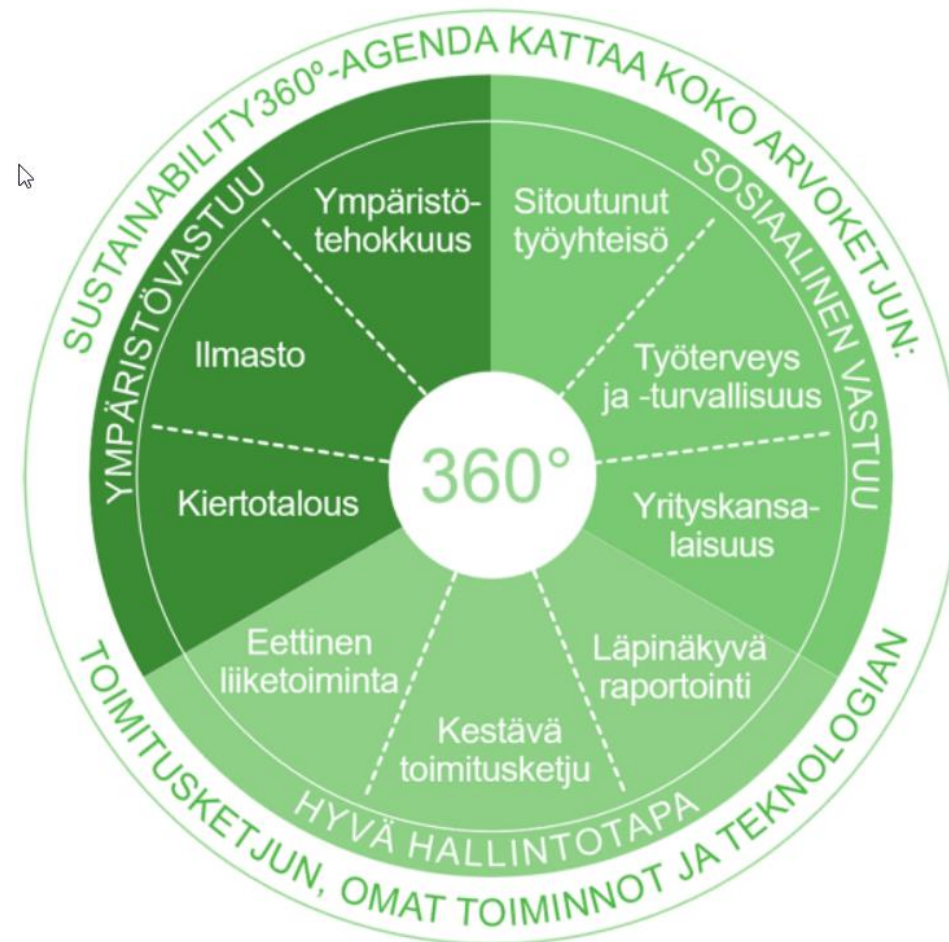 SUSTAINABILITY360º-AGENDA KATTAA KOKO ARVOKETJUN:
YMPÄRISTÖVASTUU
Ympäristö-
tehokkuus
Ilmasto
Kiertotalous
SOSIAALINEN VASTUU
Sitoutunut
työyhteisö
Työterveys
ja -turvallisuus
Yrityskansa-
laisuus
360°
HYVÄ HALLINTOTAPA
Eettinen
liiketoiminta
Kestävä
toimitusketju
Läpinäkyvä
raportointi
TOIMITUSKETJUN, OMAT TOIMINNOT JA TEKNOLOGIAN